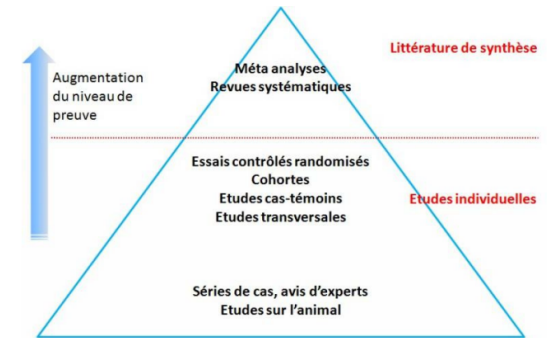 Littérature de synthèse
Méta analyses
Revues systématiques
Augmentation
du niveau de
preuve
Essais contrôlés randomisés
Cohortes
Etudes cas-témoins
Etudes transversales
Etudes individuelles
Séries de cas, avis d'experts
Etudes sur l'animal